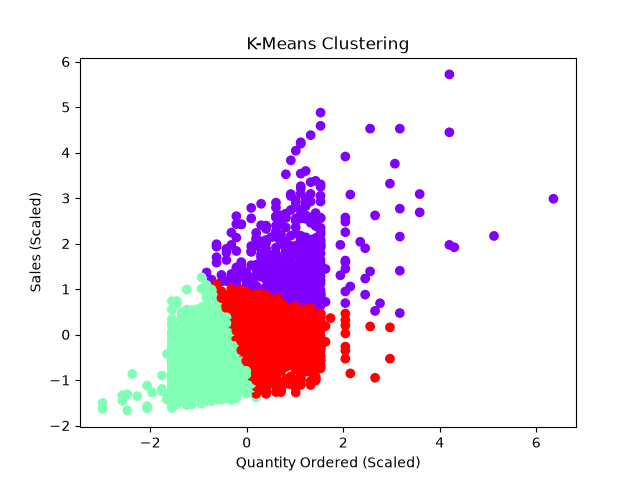 K-Means Clustering
6
5
4
3
2
1
0
−1
−2
Sales (Scaled)
−2 0 2 4 6
Quantity Ordered (Scaled)